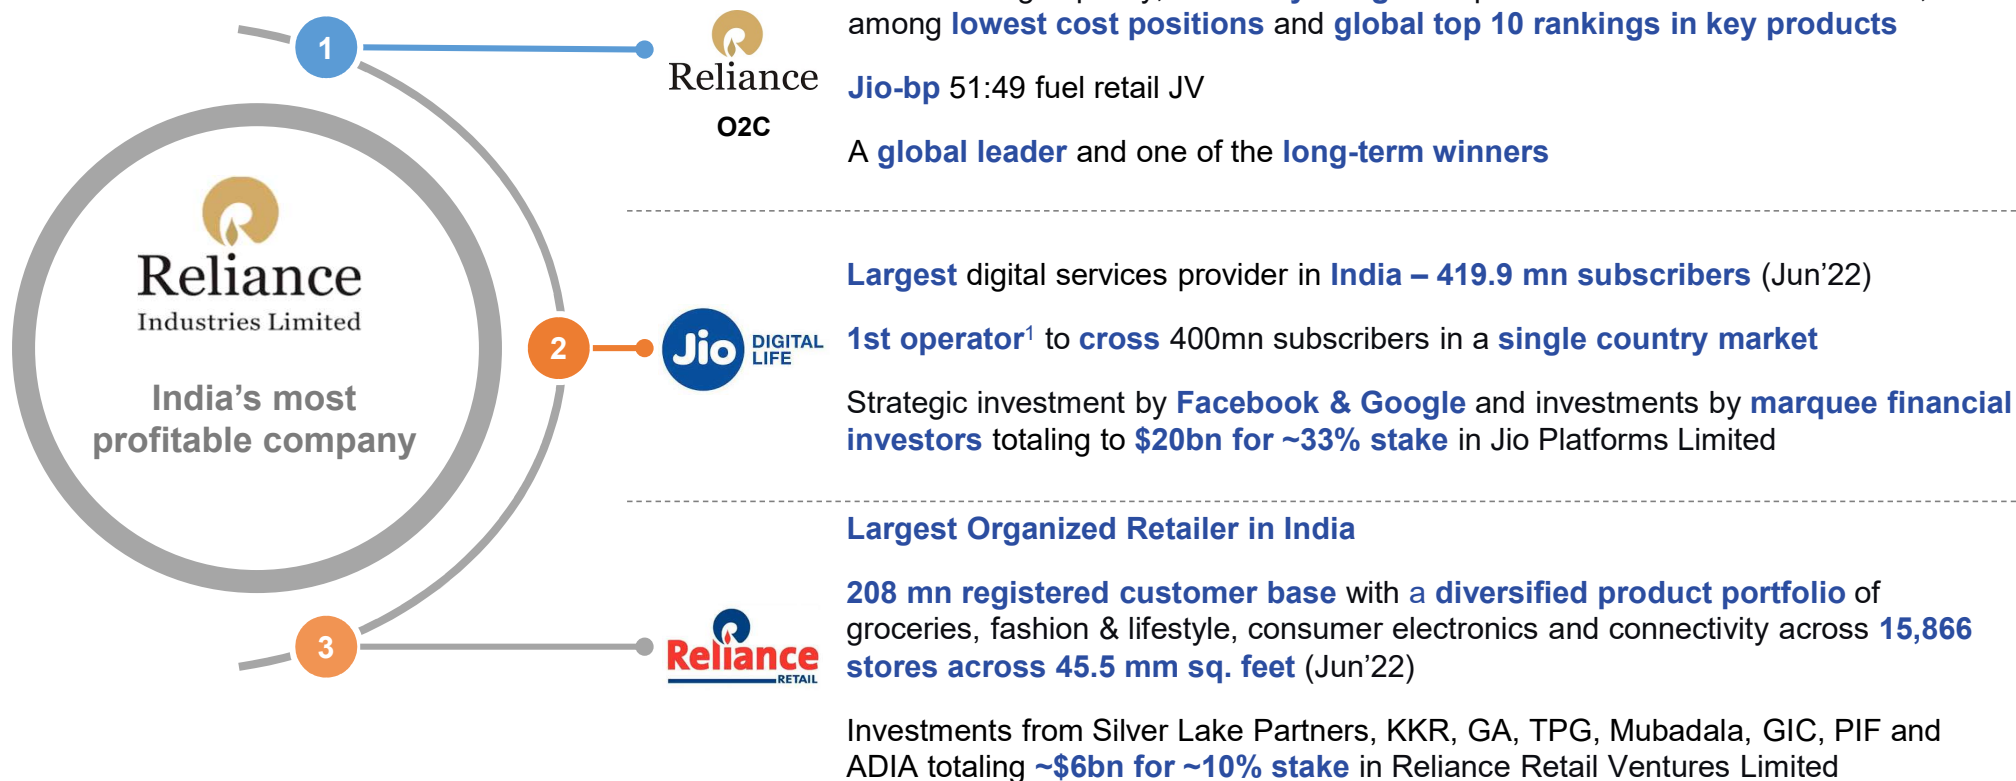 among lowest cost positions and global top 10 rankings in key products
1
Reliance
O2C
Jio-bp 51:49 fuel retail JV
A global leader and one of the long-term winners
Reliance
Industries Limited
India’s most
profitable company
2
Jio DIGITAL
LIFE
Largest digital services provider in India – 419.9 mn subscribers (Jun’22)
1st operator1 to cross 400mn subscribers in a single country market
Strategic investment by Facebook & Google and investments by marquee financial
investors totaling to $20bn for ~33% stake in Jio Platforms Limited
3
Reliance
RETAIL
Largest Organized Retailer in India
208 mn registered customer base with a diversified product portfolio of
groceries, fashion & lifestyle, consumer electronics and connectivity across 15,866
stores across 45.5 mm sq. feet (Jun’22)
Investments from Silver Lake Partners, KKR, GA, TPG, Mubadala, GIC, PIF and
ADIA totaling ~$6bn for ~10% stake in Reliance Retail Ventures Limited